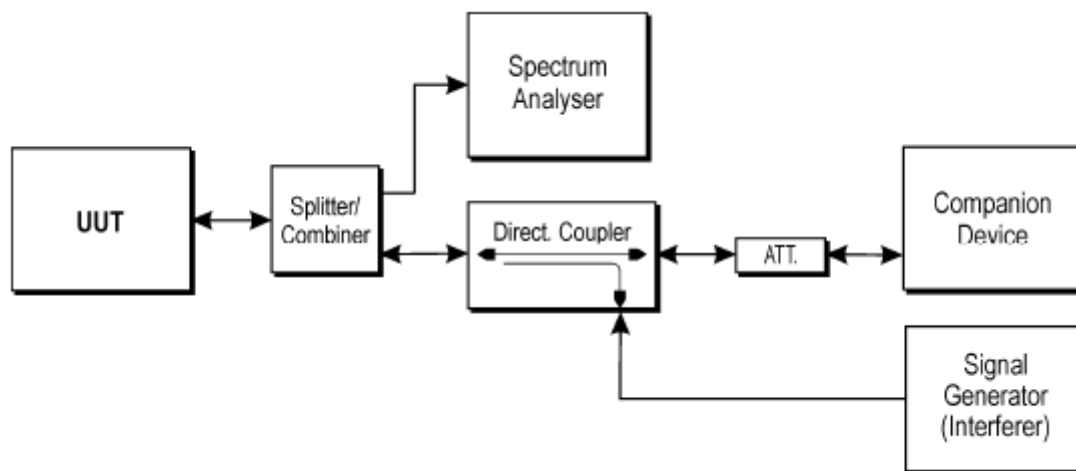 Spectrum
Analyser
UUT
Splitter/
Combiner
Direct. Coupler
ATT.
Companion
Device
Signal
Generator
(Interferer)